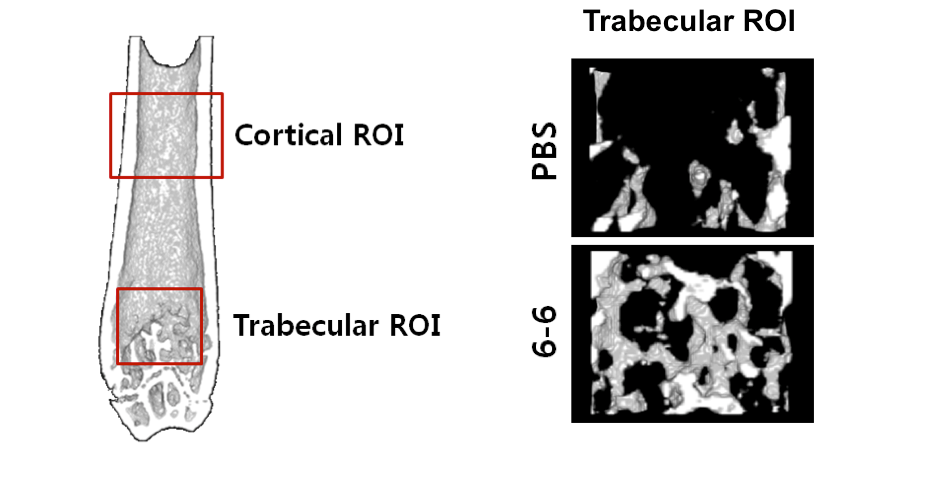 Trabecular ROI
Cortical ROI
Trabecular ROI
PBS
6-6